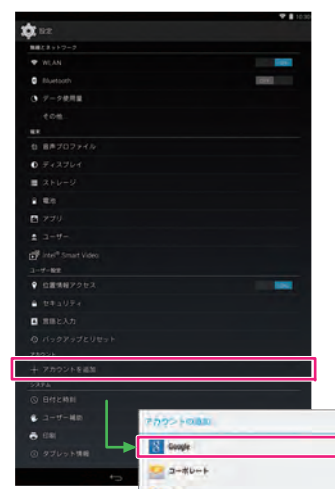 10:30
設定
無線とネットワーク
WLAN
Bluetooth
データ使用量
その他...
端末
音声プロファイル
ディスプレイ
ストレージ
電池
アプリ
ユーザー
Intel® Smart Video
ユーザー設定
位置情報アクセス
セキュリティ
言語と入力
バックアップとリセット
アカウント
アカウントを追加
システム
日付と時刻
ユーザー補助
印刷
タブレット情報
アカウントの追加
Google
コーポレート